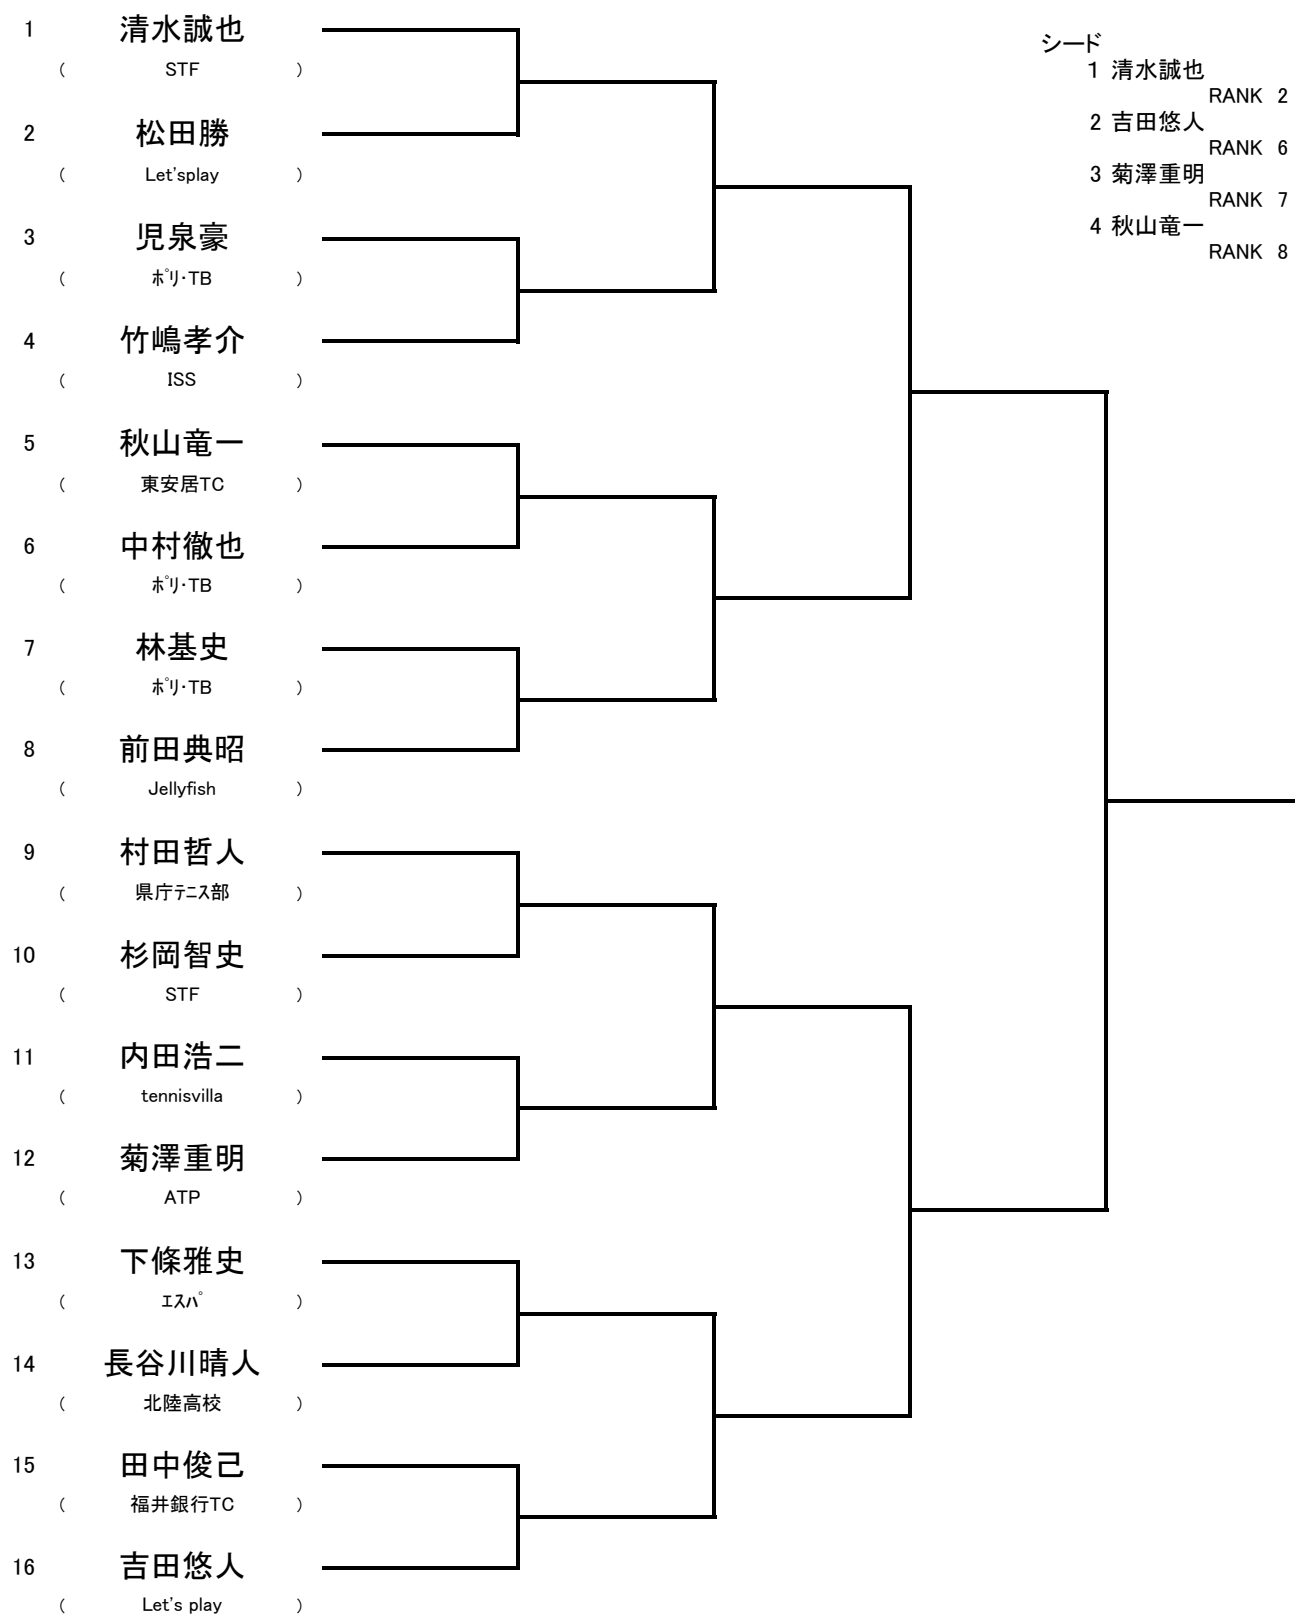 1 清水誠也
( STF )
2 松田勝
( Let'splay )
3 児泉豪
( ﾎﾟﾘ･TB )
4 竹嶋孝介
( ISS )
5 秋山竜一
( 東安居TC )
6 中村徹也
( ﾎﾟﾘ･TB )
7 林基史
( ﾎﾟﾘ･TB )
8 前田典昭
( Jellyfish )
9 村田哲人
( 県庁ﾃﾆｽ部 )
10 杉岡智史
( STF )
11 内田浩二
( tennisvilla )
12 菊澤重明
( ATP )
13 下條雅史
( ｴｽﾊﾟ )
14 長谷川晴人
( 北陸高校 )
15 田中俊己
( 福井銀行TC )
16 吉田悠人
( Let's play )
シード
1 清水誠也
RANK 2
2 吉田悠人
RANK 6
3 菊澤重明
RANK 7
4 秋山竜一
RANK 8